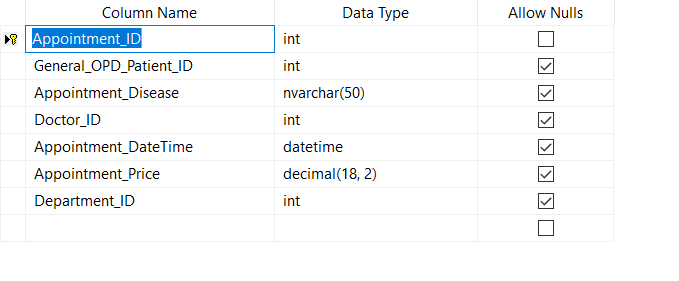 Column Name Data Type Allow Nulls
Appointment_ID int
General_OPD_Patient_ID int
Appointment_Disease nvarchar(50)
Doctor_ID int
Appointment_DateTime datetime
Appointment_Price decimal(18, 2)
Department_ID int